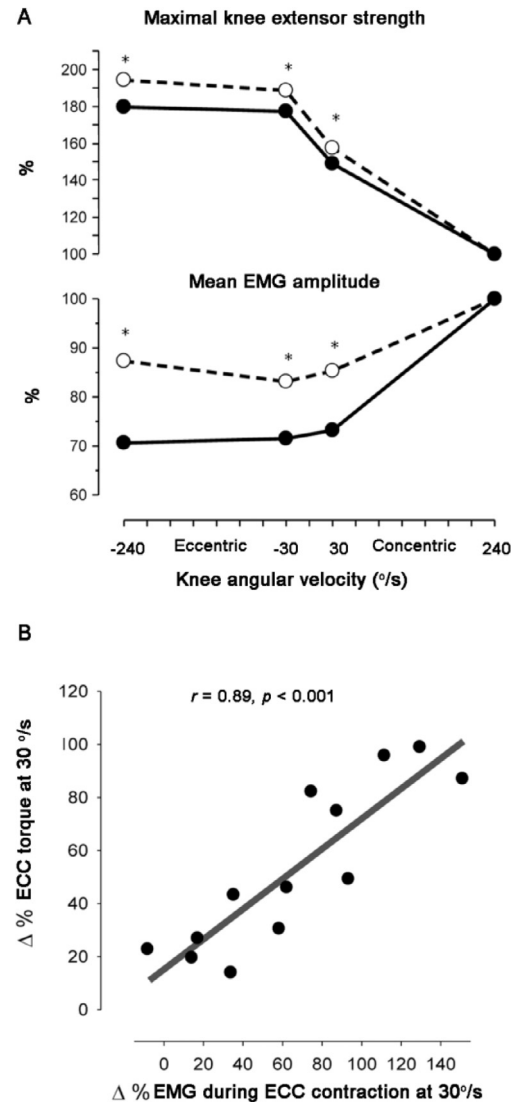 A
Maximal knee extensor strength
200
180
160
140
120
100
%
* * *
Mean EMG amplitude
100
90
80
70
60
%
* * *
-240 Eccentric -30 30 Concentric 240
Knee angular velocity (°/s)
B
r = 0.89, p < 0.001
120
100
80
60
40
20
0
Δ % ECC torque at 30 °/s
0 20 40 60 80 100 120 140
Δ % EMG during ECC contraction at 30°/s